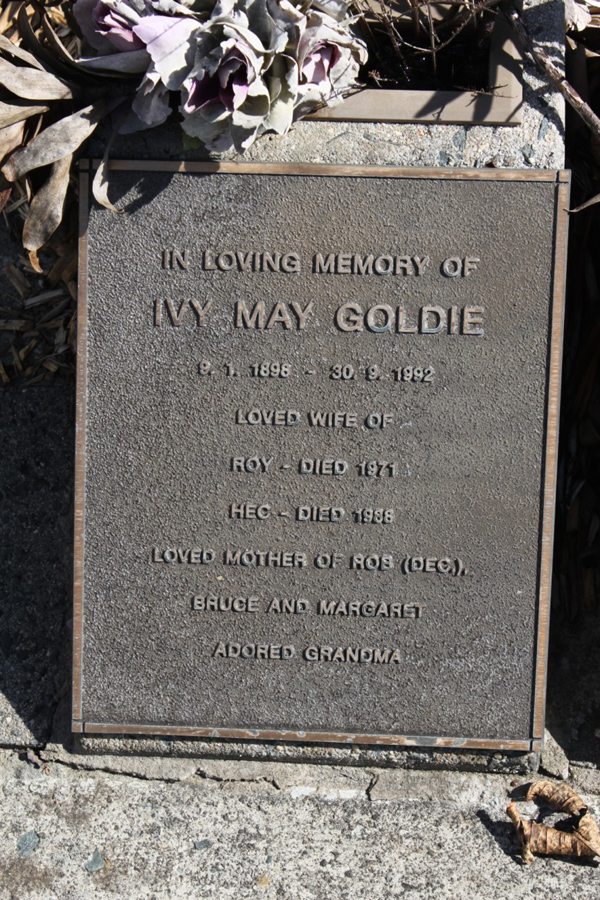 IN LOVING MEMORY OF
IVY MAY GOLDIE
9. 1. 1898 - 30. 9. 1992
LOVED WIFE OF
ROY - DIED 1971
HEC - DIED 1988
LOVED MOTHER OF ROB (DEC.),
BRUCE AND MARGARET
ADORED GRANDMA